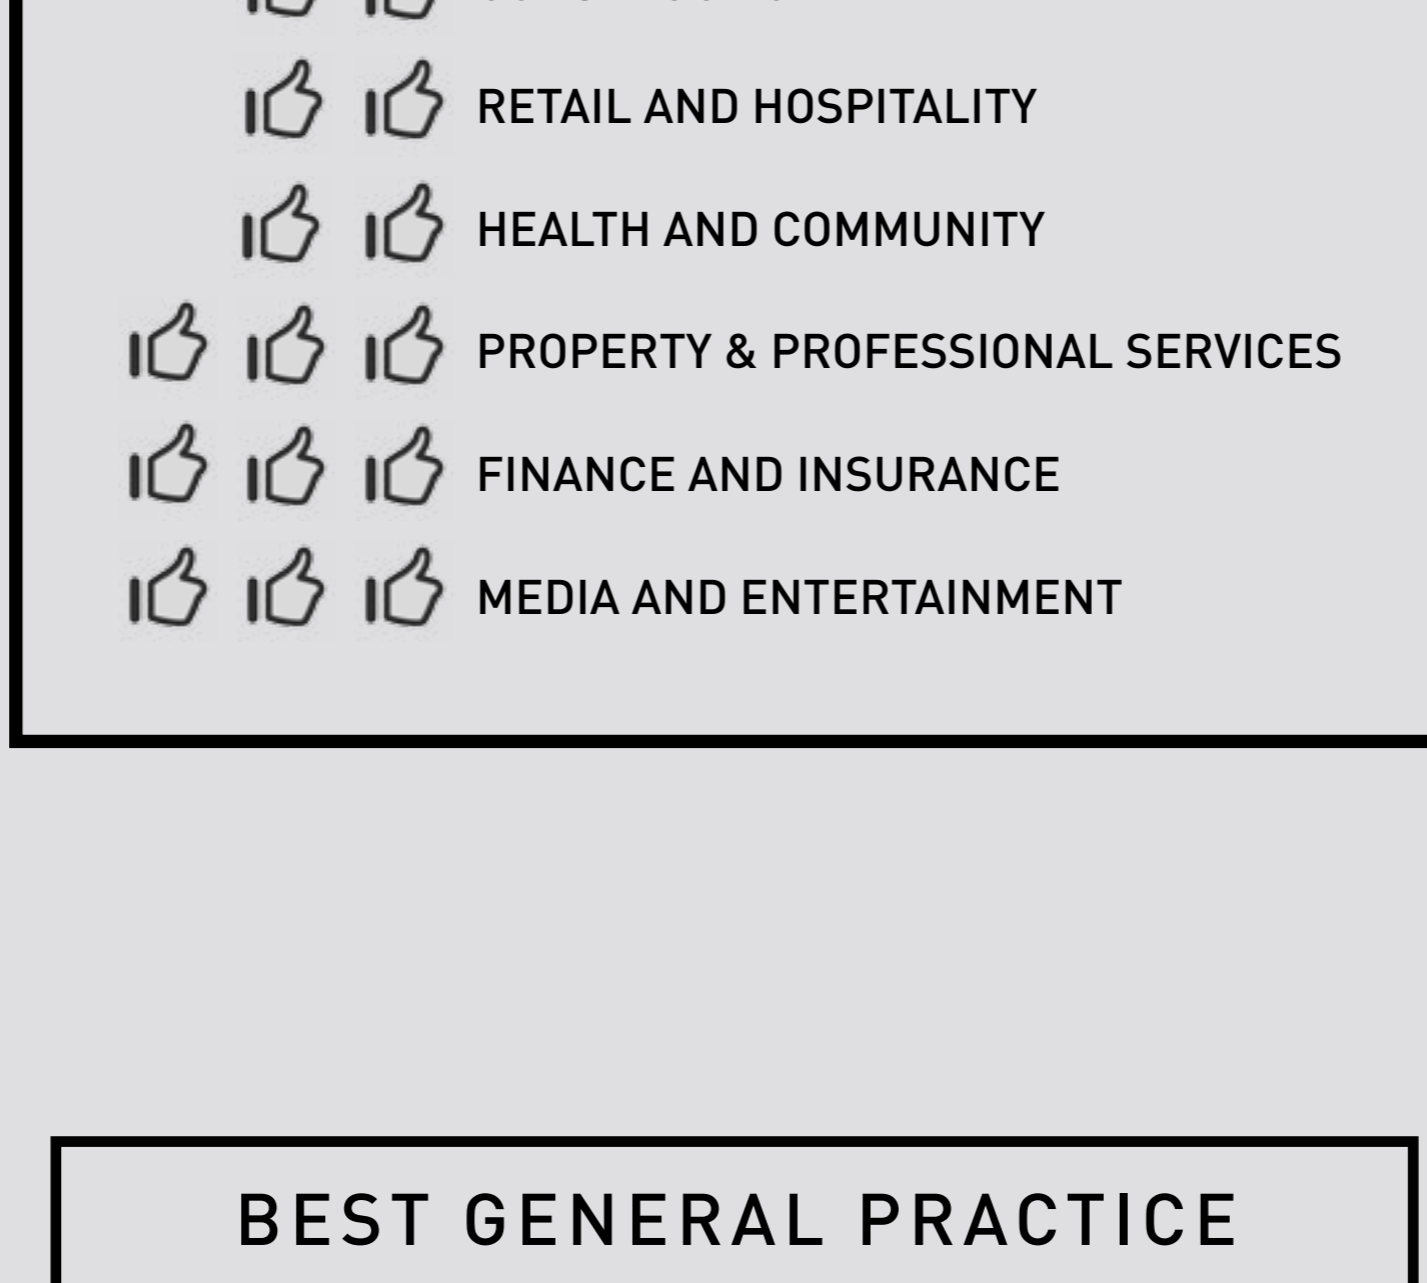 RETAIL AND HOSPITALITY
HEALTH AND COMMUNITY
PROPERTY & PROFESSIONAL SERVICES
FINANCE AND INSURANCE
MEDIA AND ENTERTAINMENT
BEST GENERAL PRACTICE